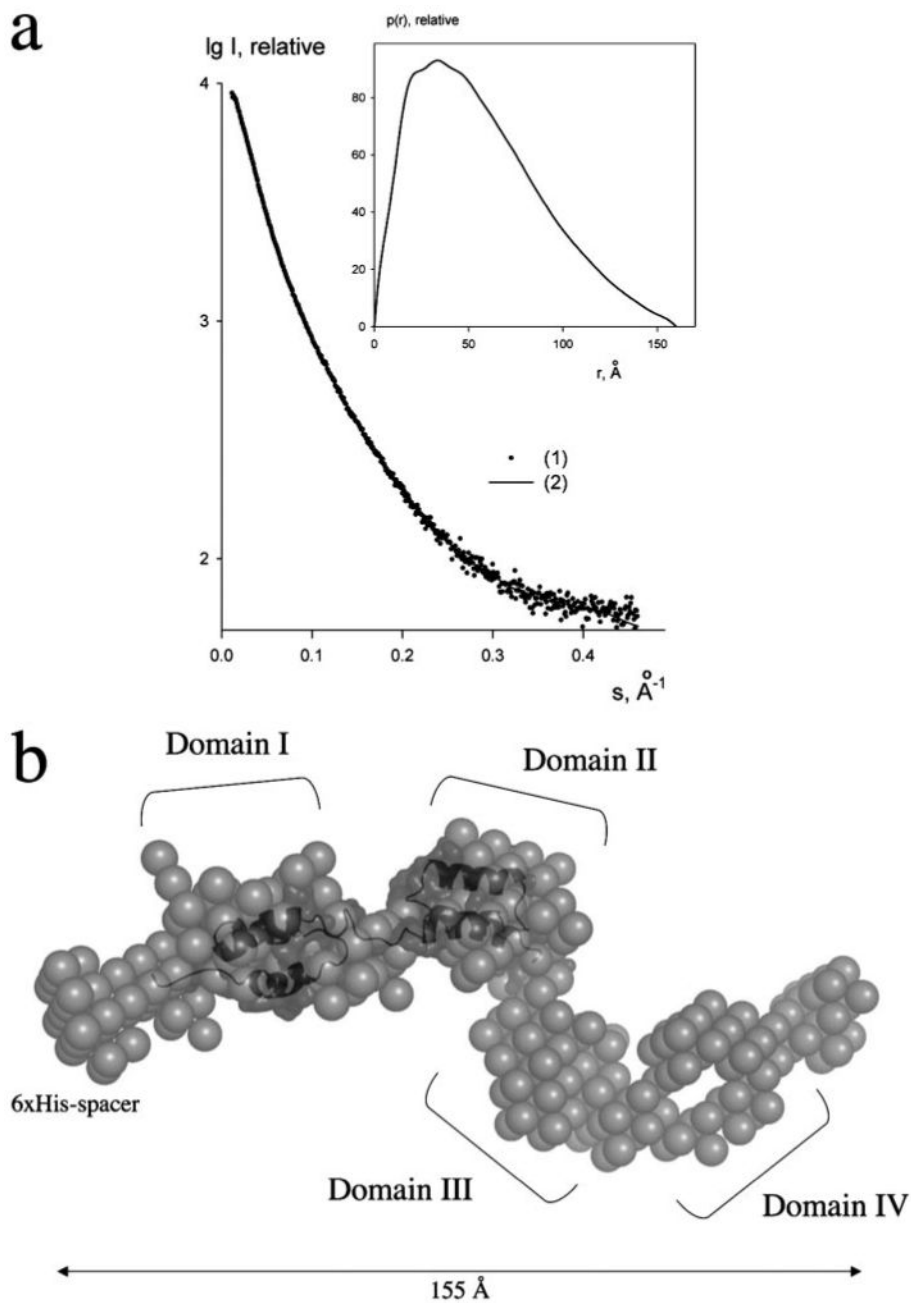 a
lg I, relative
p(r), relative
80
60
40
20
0
0 50 100 150
r, Å
4
3
2
(1)
(2)
0.0 0.1 0.2 0.3 0.4
s, Å⁻¹
b
Domain I
Domain II
6xHis-spacer
Domain III
Domain IV
155 Å